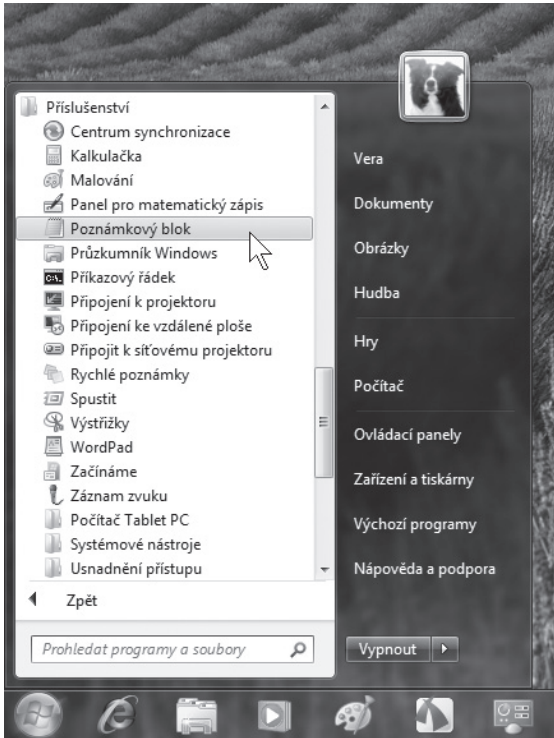 Příslušenství
Centrum synchronizace
Kalkulačka
Malování
Panel pro matematický zápis
Poznámkový blok
Průzkumník Windows
Příkazový řádek
Připojení k projektoru
Připojení ke vzdálené ploše
Připojit k síťovému projektoru
Rychlé poznámky
Spustit
Výstřižky
WordPad
Začínáme
Záznam zvuku
Počítač Tablet PC
Systémové nástroje
Usnadnění přístupu
Zpět
Prohledat programy a soubory
Vera
Dokumenty
Obrázky
Hudba
Hry
Počítač
Ovládací panely
Zařízení a tiskárny
Výchozí programy
Nápověda a podpora
Vypnout